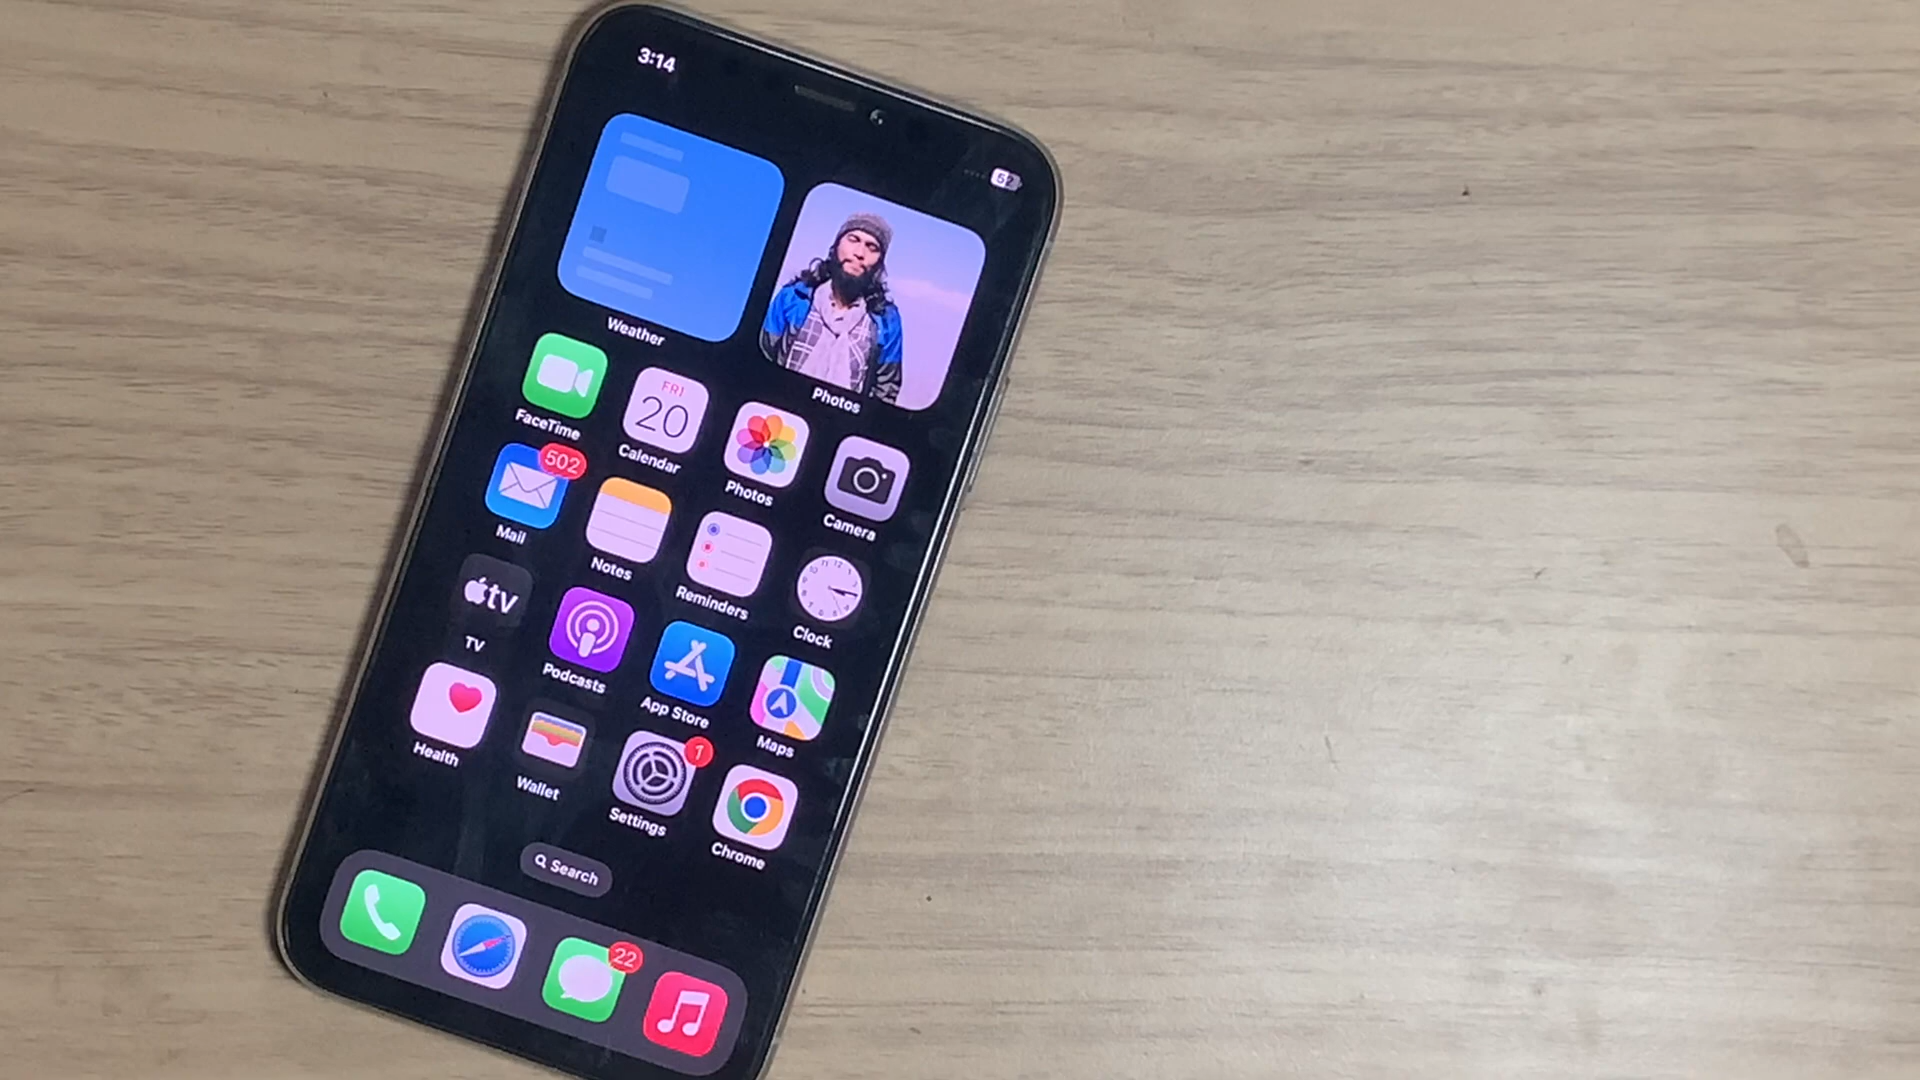 3:14
52
Weather
Photos
FaceTime
FRI
20
Calendar
Photos
Camera
502
Mail
Notes
Reminders
Clock
tv
TV
Podcasts
App Store
Maps
Health
Wallet
1
Settings
Chrome
Search
22